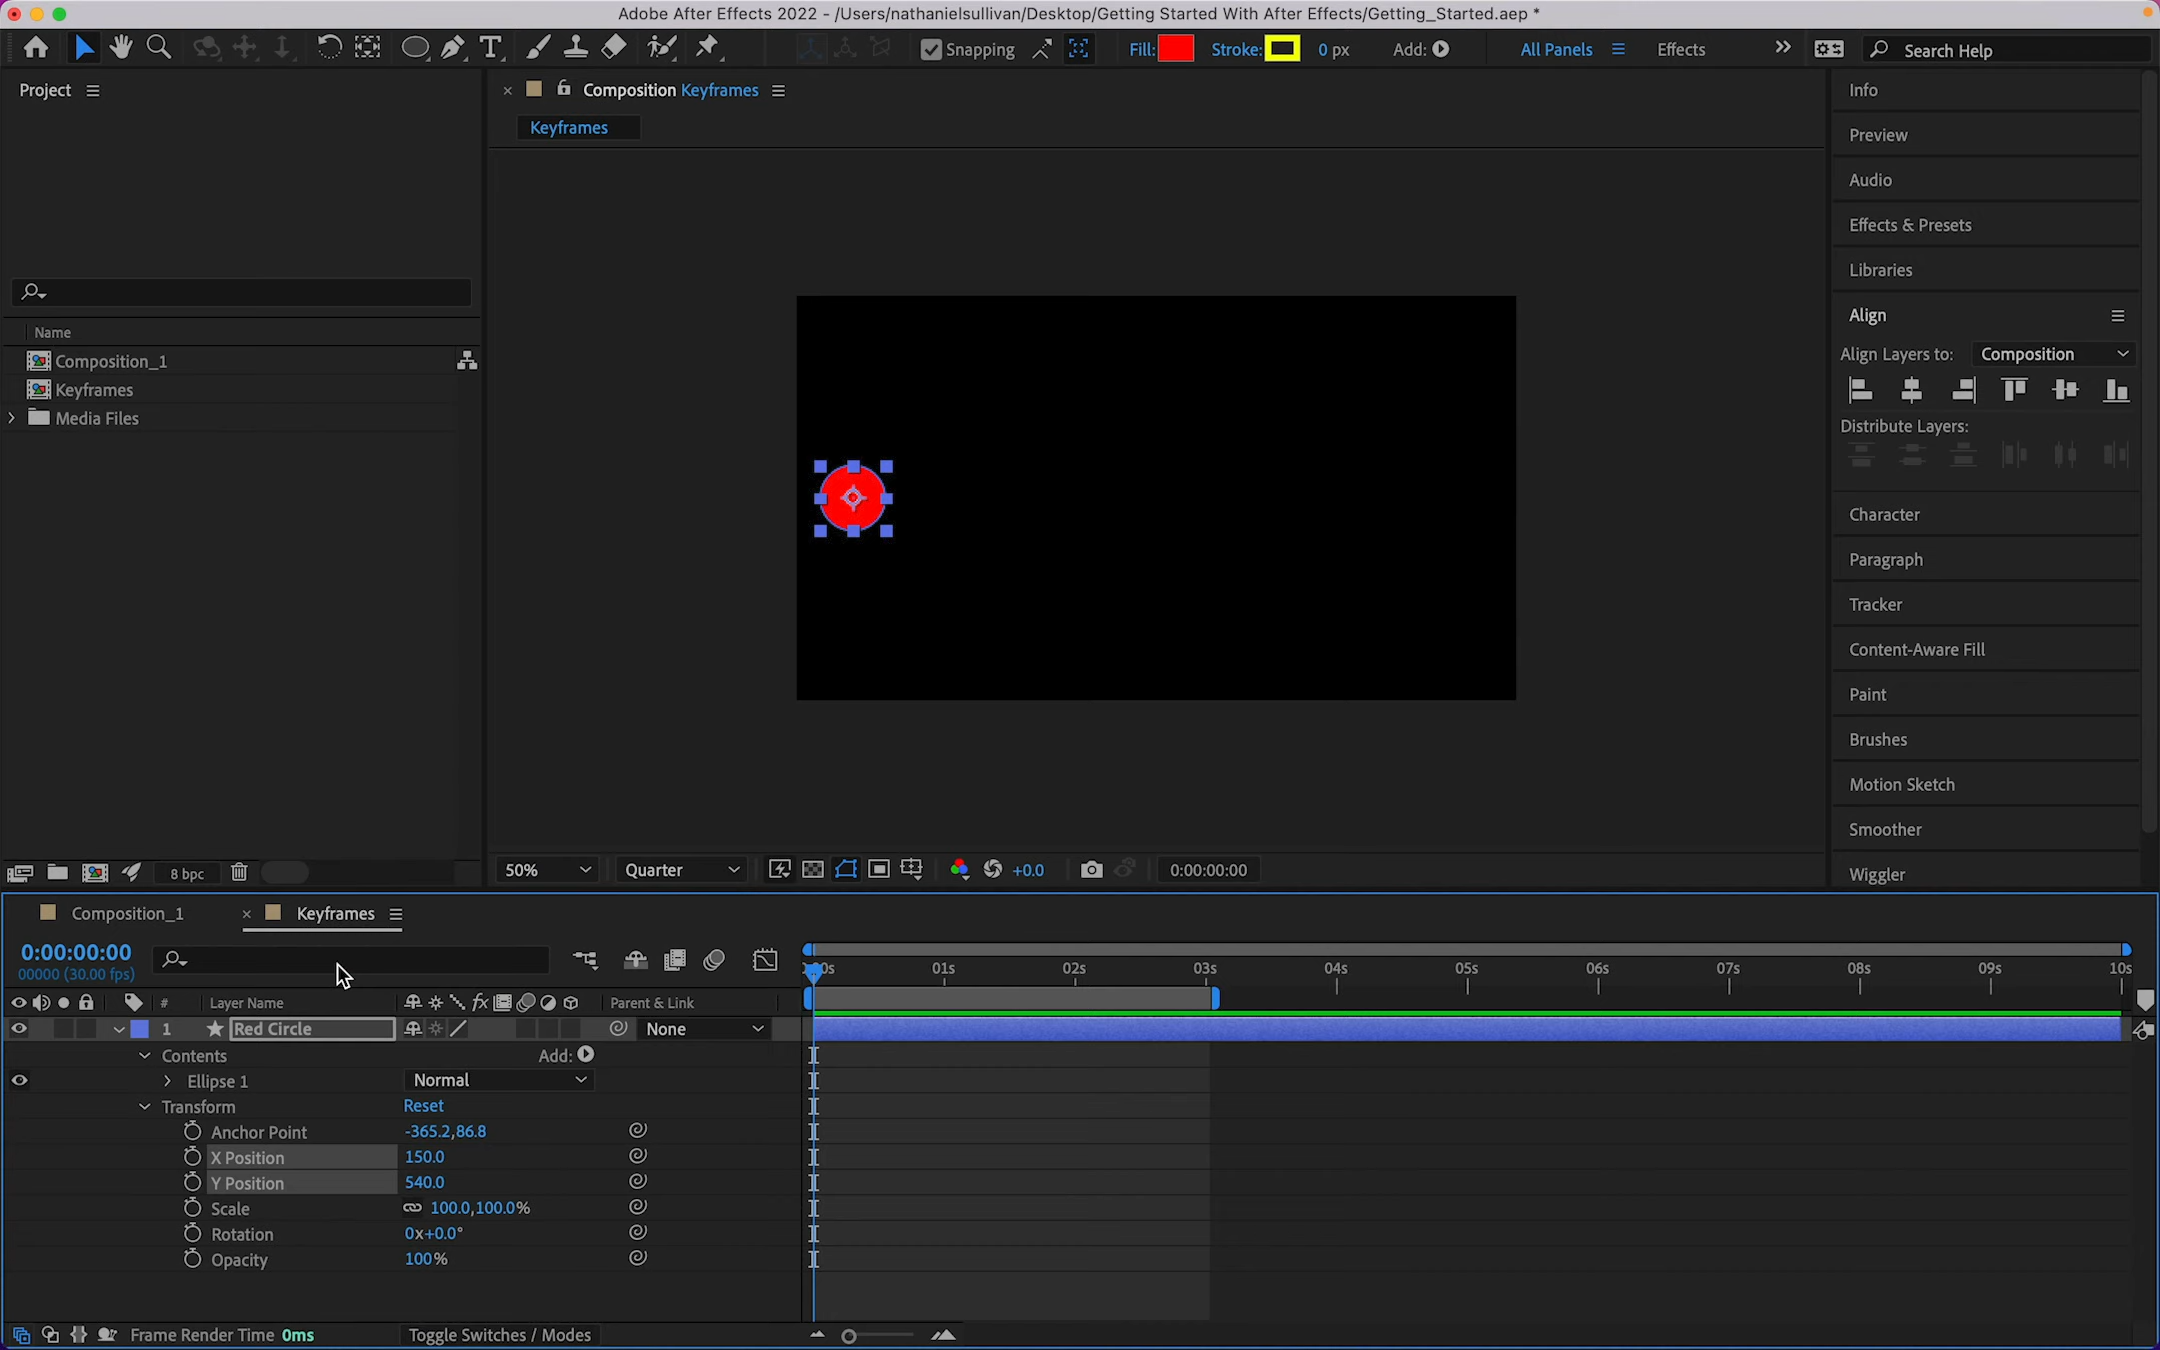 Adobe After Effects 2022 - /Users/nathanielsullivan/Desktop/Getting Started With After Effects/Getting_Started.aep *
Snapping
Fill:
Stroke:
0 px
Add:
All Panels
Effects
Search Help
Project
Composition Keyframes
Keyframes
Name
Composition_1
Keyframes
Media Files
8 bpc
50%
Quarter
+0.0
0:00:00:00
Info
Preview
Audio
Effects & Presets
Libraries
Align
Align Layers to:
Composition
Distribute Layers:
Character
Paragraph
Tracker
Content-Aware Fill
Paint
Brushes
Motion Sketch
Smoother
Wiggler
Composition_1
Keyframes
0:00:00:00
00000 (30.00 fps)
01s
02s
03s
04s
05s
06s
07s
08s
09s
10s
#
Layer Name
fx
Parent & Link
1
Red Circle
None
Contents
Add:
Ellipse 1
Normal
Transform
Reset
Anchor Point
-365.2,86.8
X Position
150.0
Y Position
540.0
Scale
100.0,100.0%
Rotation
0x+0.0°
Opacity
100%
Frame Render Time 0ms
Toggle Switches / Modes